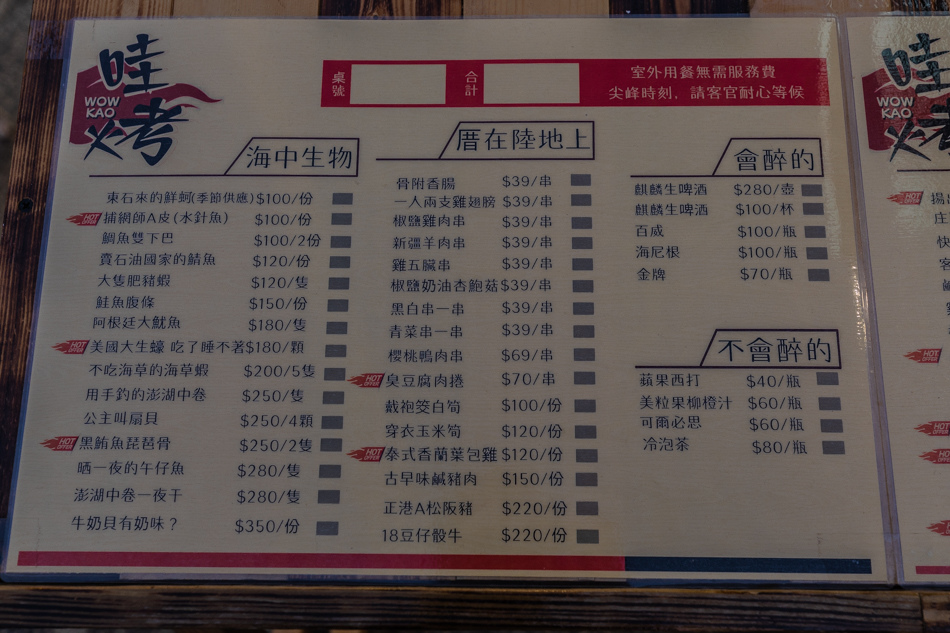 哇烤
WOW
KAO
桌號
合計
室外用餐無需服務費
尖峰時刻，請客官耐心等候
海中生物
東石來的鮮蚵(季節供應)$100/份
HOT OFFER 捕網師A皮(水針魚) $100/份
鯛魚雙下巴 $100/2份
賣石油國家的鯖魚 $120/份
大隻肥豬蝦 $120/隻
鮭魚腹條 $150/份
阿根廷大魷魚 $180/隻
HOT OFFER 美國大生蠔 吃了睡不著$180/顆
不吃海草的海草蝦 $200/5隻
用手釣的澎湖中卷 $250/隻
公主叫扇貝 $250/4顆
HOT OFFER 黑鮪魚琵琶骨 $250/2隻
晒一夜的午仔魚 $280/隻
澎湖中卷一夜干 $280/隻
牛奶貝有奶味？ $350/份
厝在陸地上
骨附香腸 $39/串
一人兩支雞翅膀 $39/串
椒鹽雞肉串 $39/串
新疆羊肉串 $39/串
雞五臟串 $39/串
椒鹽奶油杏鮑菇$39/串
黑白串一串 $39/串
青菜串一串 $39/串
櫻桃鴨肉串 $69/串
HOT OFFER 臭豆腐肉捲 $70/串
戴袍筊白筍 $100/份
穿衣玉米筍 $120/份
HOT OFFER 泰式香蘭葉包雞 $120/份
古早味鹹豬肉 $150/份
正港A松阪豬 $220/份
18豆仔骰牛 $220/份
會醉的
麒麟生啤酒 $280/壺
麒麟生啤酒 $100/杯
百威 $100/瓶
海尼根 $100/瓶
金牌 $70/瓶
不會醉的
蘋果西打 $40/瓶
美粒果柳橙汁 $60/瓶
可爾必思 $60/瓶
冷泡茶 $80/瓶
WOW
KAO